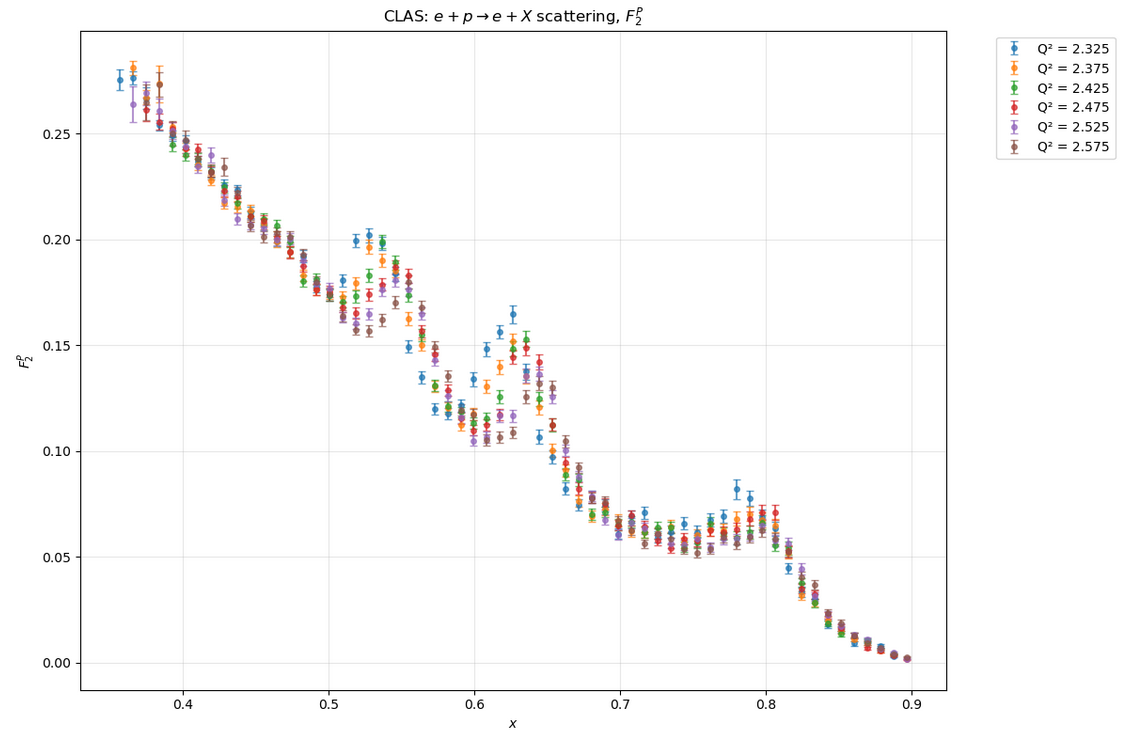 CLAS: e + p → e + X scattering, F₂ᵖ
Q² = 2.325
Q² = 2.375
Q² = 2.425
Q² = 2.475
Q² = 2.525
Q² = 2.575
0.25
0.20
0.15
0.10
0.05
0.00
F₂ᵖ
0.4 0.5 0.6 0.7 0.8 0.9
x